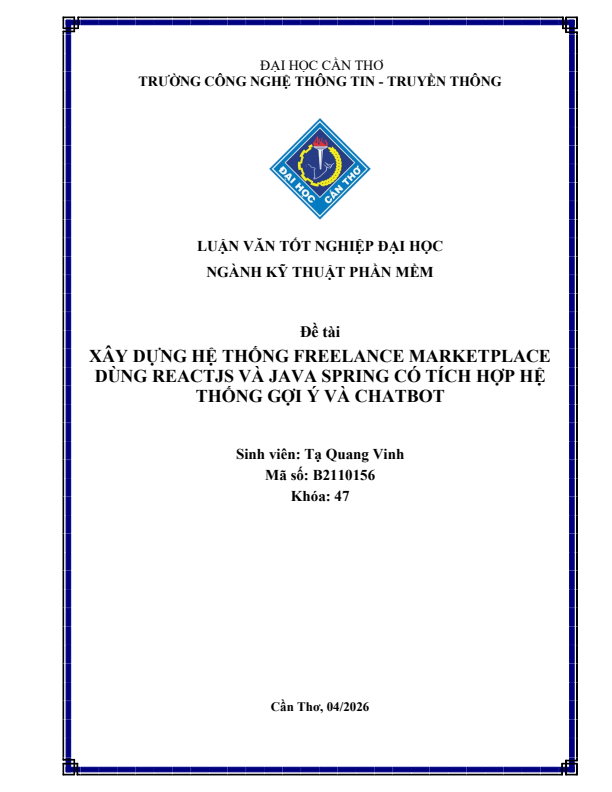 ĐẠI HỌC CẦN THƠ
TRƯỜNG CÔNG NGHỆ THÔNG TIN - TRUYỀN THÔNG
ĐẠI HỌC CẦN THƠ
LUẬN VĂN TỐT NGHIỆP ĐẠI HỌC
NGÀNH KỸ THUẬT PHẦN MỀM
Đề tài
XÂY DỰNG HỆ THỐNG FREELANCE MARKETPLACE
DÙNG REACTJS VÀ JAVA SPRING CÓ TÍCH HỢP HỆ
THỐNG GỢI Ý VÀ CHATBOT
Sinh viên: Tạ Quang Vinh
Mã số: B2110156
Khóa: 47
Cần Thơ, 04/2026